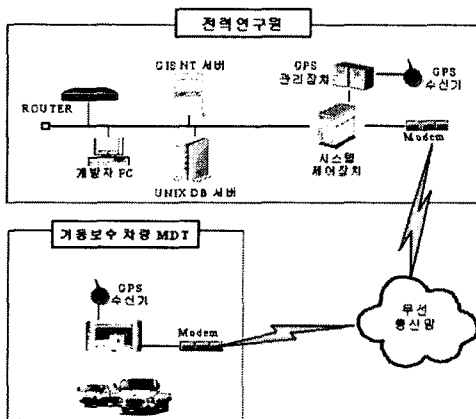 전력연구원
GIS/NT 서버
GPS
관리장치
GPS
수신기
ROUTER
Modem
개발자 PC
UNIX DB 서버
시스템
제어장치
기동보수 차량 MDT
GPS
수신기
Modem
무선
통신망